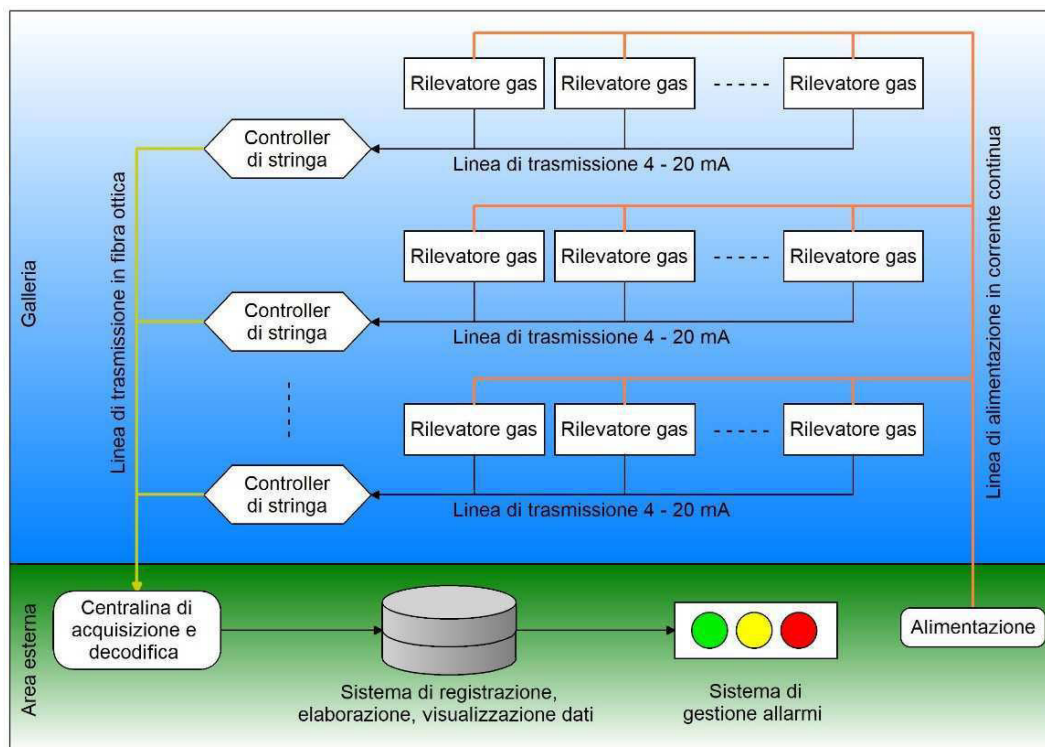 Rilevatore gas
Rilevatore gas
Rilevatore gas
Controller
di stringa
Linea di trasmissione 4 - 20 mA
Rilevatore gas
Rilevatore gas
Rilevatore gas
Controller
di stringa
Linea di trasmissione 4 - 20 mA
Rilevatore gas
Rilevatore gas
Rilevatore gas
Controller
di stringa
Linea di trasmissione 4 - 20 mA
Galleria
Linea di trasmissione in fibra ottica
Linea di alimentazione in corrente continua
Area esterna
Centralina di
acquisizione e
decodifica
Sistema di registrazione,
elaborazione, visualizzazione dati
Sistema di
gestione allarmi
Alimentazione